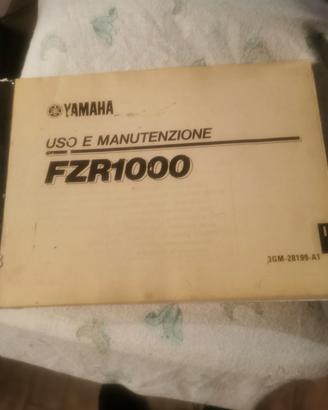 YAMAHA
USO E MANUTENZIONE
FZR1000
I
3GM-28199-A1